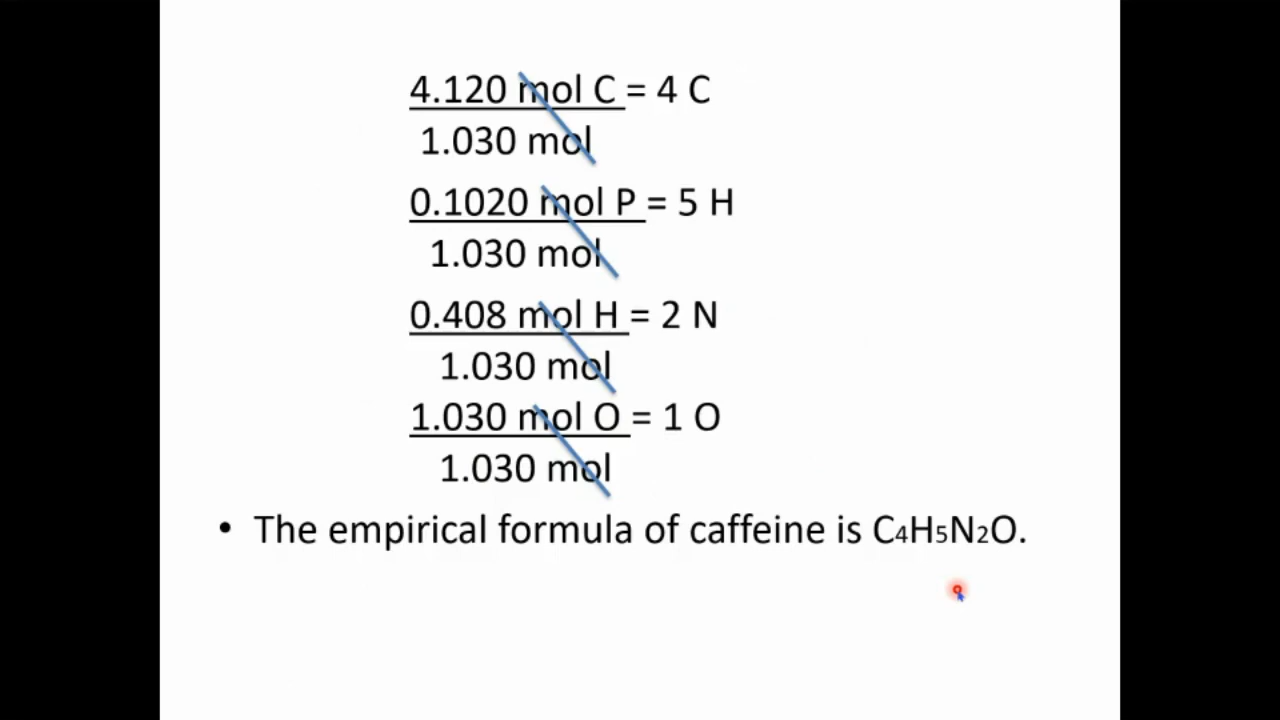 4.120 mol C = 4 C
1.030 mol
0.1020 mol P = 5 H
1.030 mol
0.408 mol H = 2 N
1.030 mol
1.030 mol O = 1 O
1.030 mol
• The empirical formula of caffeine is C₄H₅N₂O.